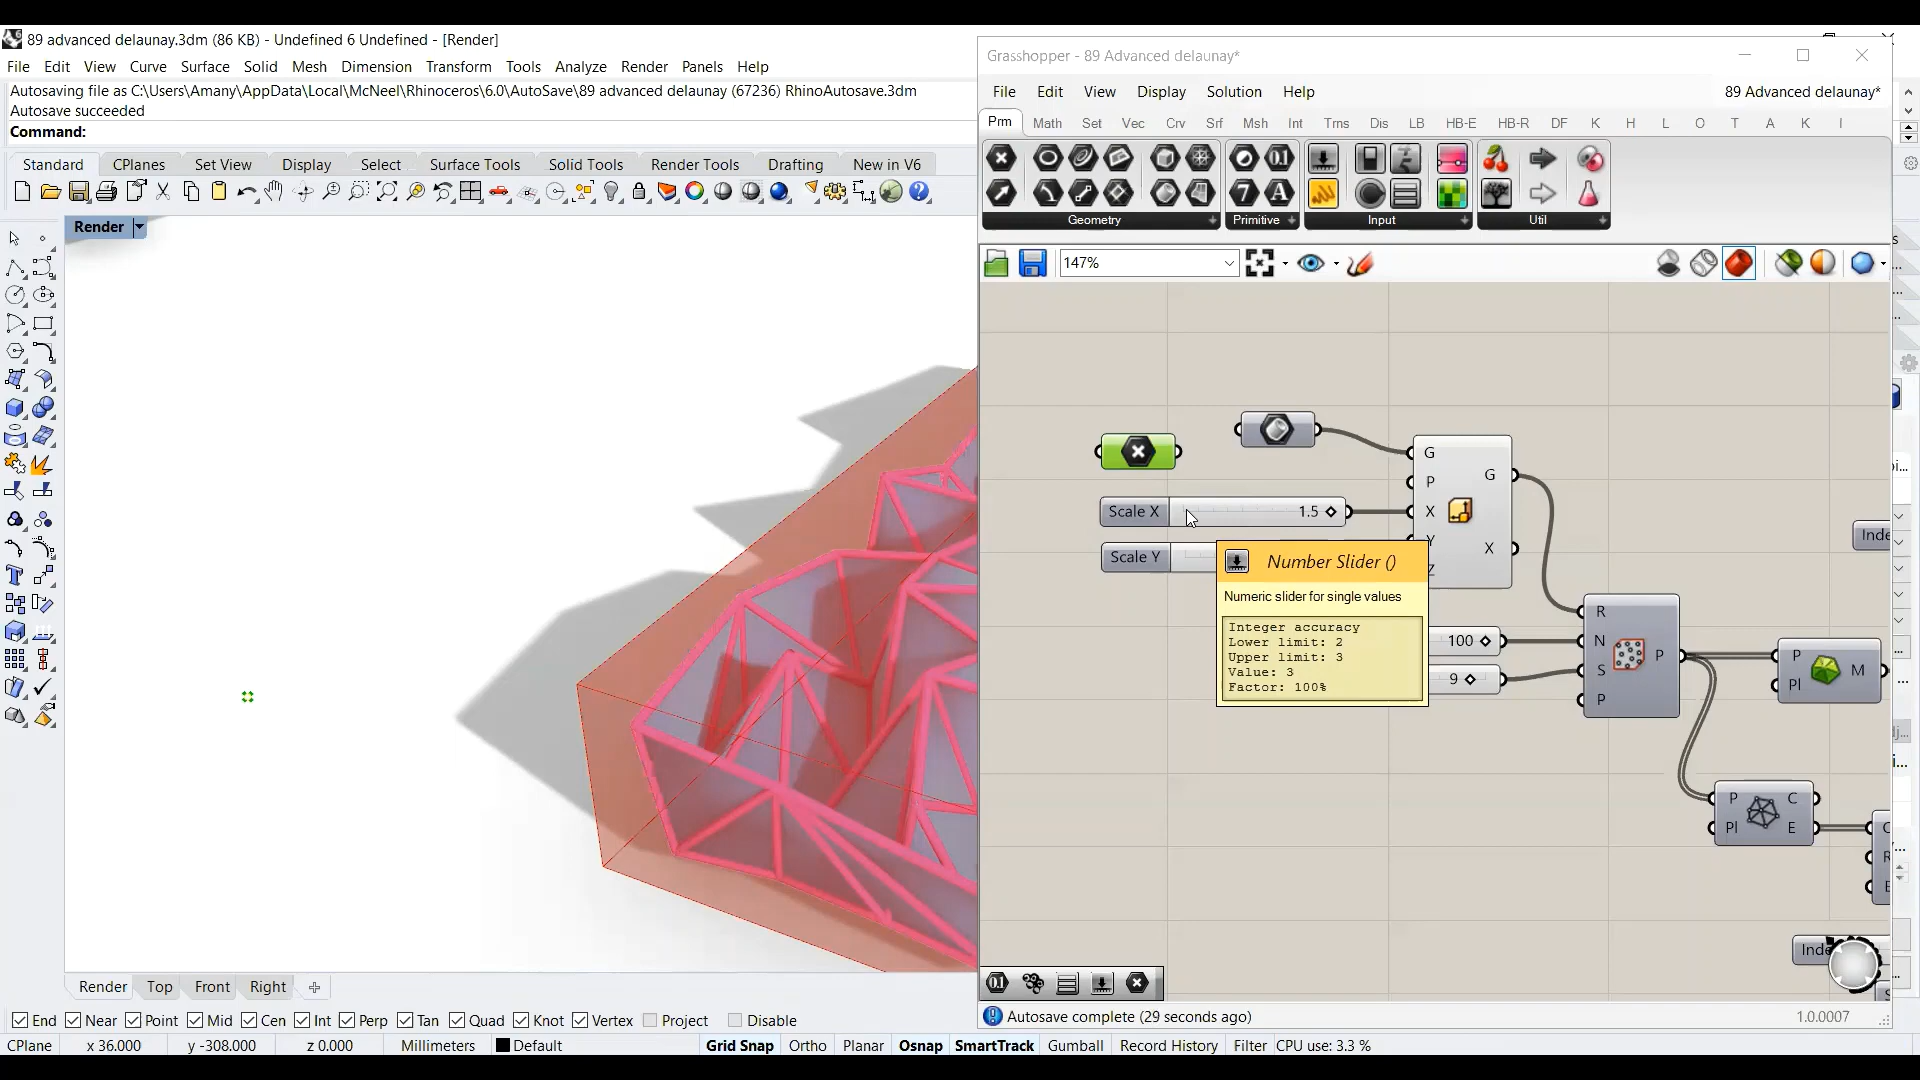 89 advanced delaunay.3dm (86 KB) - Undefined 6 Undefined - [Render]
File Edit View Curve Surface Solid Mesh Dimension Transform Tools Analyze Render Panels Help
Autosaving file as C:\Users\Amany\AppData\Local\McNeel\Rhinoceros\6.0\AutoSave\89 advanced delaunay (67236) RhinoAutosave.3dm
Autosave succeeded
Command:
Standard CPlanes Set View Display Select Surface Tools Solid Tools Render Tools Drafting New in V6
Render
Grasshopper - 89 Advanced delaunay*
File Edit View Display Solution Help 89 Advanced delaunay*
Prm Math Set Vec Crv Srf Msh Int Trns Dis LB HB-E HB-R DF K H L O T A K I
Geometry Primitive Input Util
147%
G
P
X
Y
Z
G
X
Scale X 1.5
Scale Y
Number Slider ()
Numeric slider for single values
Integer accuracy
Lower limit: 2
Upper limit: 3
Value: 3
Factor: 100%
100
9
R
N
S
P
P
P
Pl
M
P
Pl
C
E
Inde
Inde
Autosave complete (29 seconds ago) 1.0.0007
Render Top Front Right
End Near Point Mid Cen Int Perp Tan Quad Knot Vertex Project Disable
CPlane x 36.000 y -308.000 z 0.000 Millimeters Default Grid Snap Ortho Planar Osnap SmartTrack Gumball Record History Filter CPU use: 3.3 %